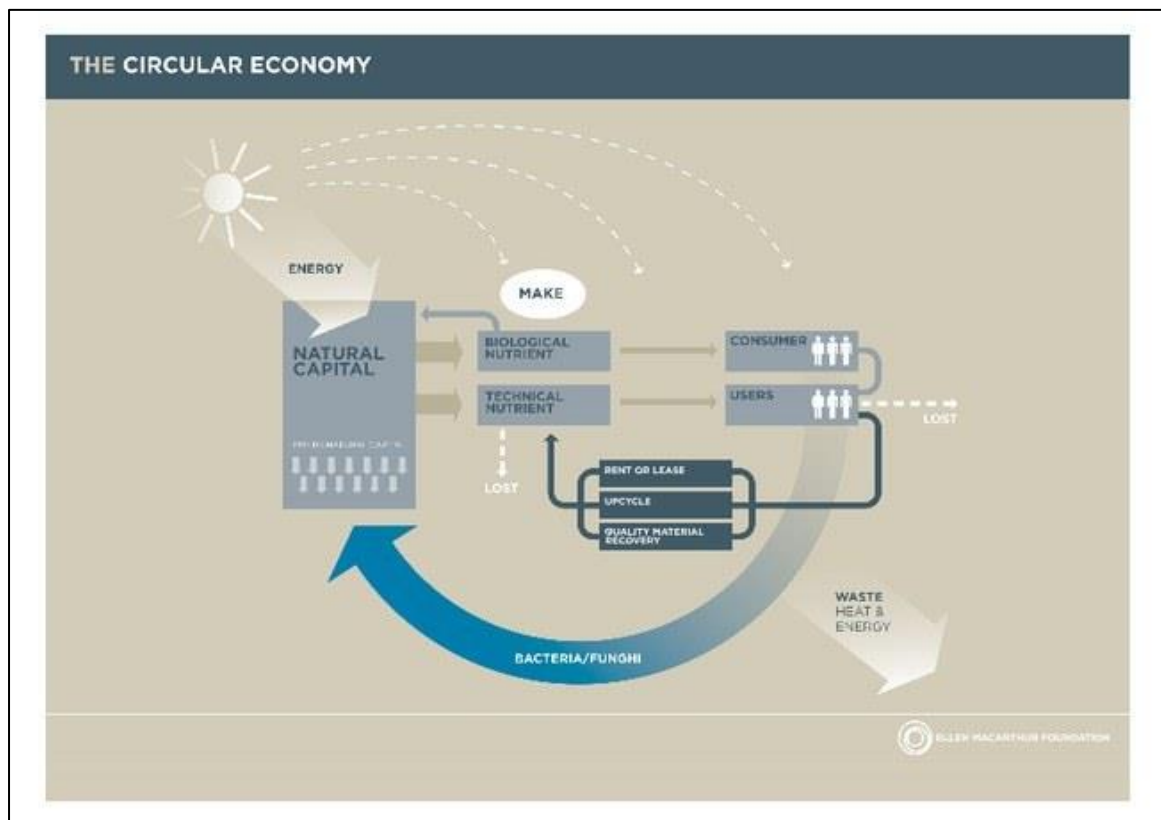 THE CIRCULAR ECONOMY
ENERGY
MAKE
NATURAL
CAPITAL
BIOLOGICAL
NUTRIENT
CONSUMER
TECHNICAL
NUTRIENT
USERS
LOST
LOST
RENT OR LEASE
UPCYCLE
QUALITY MATERIAL
RECOVERY
WASTE
HEAT &
ENERGY
BACTERIA/FUNGHI
ELLEN MACARTHUR FOUNDATION